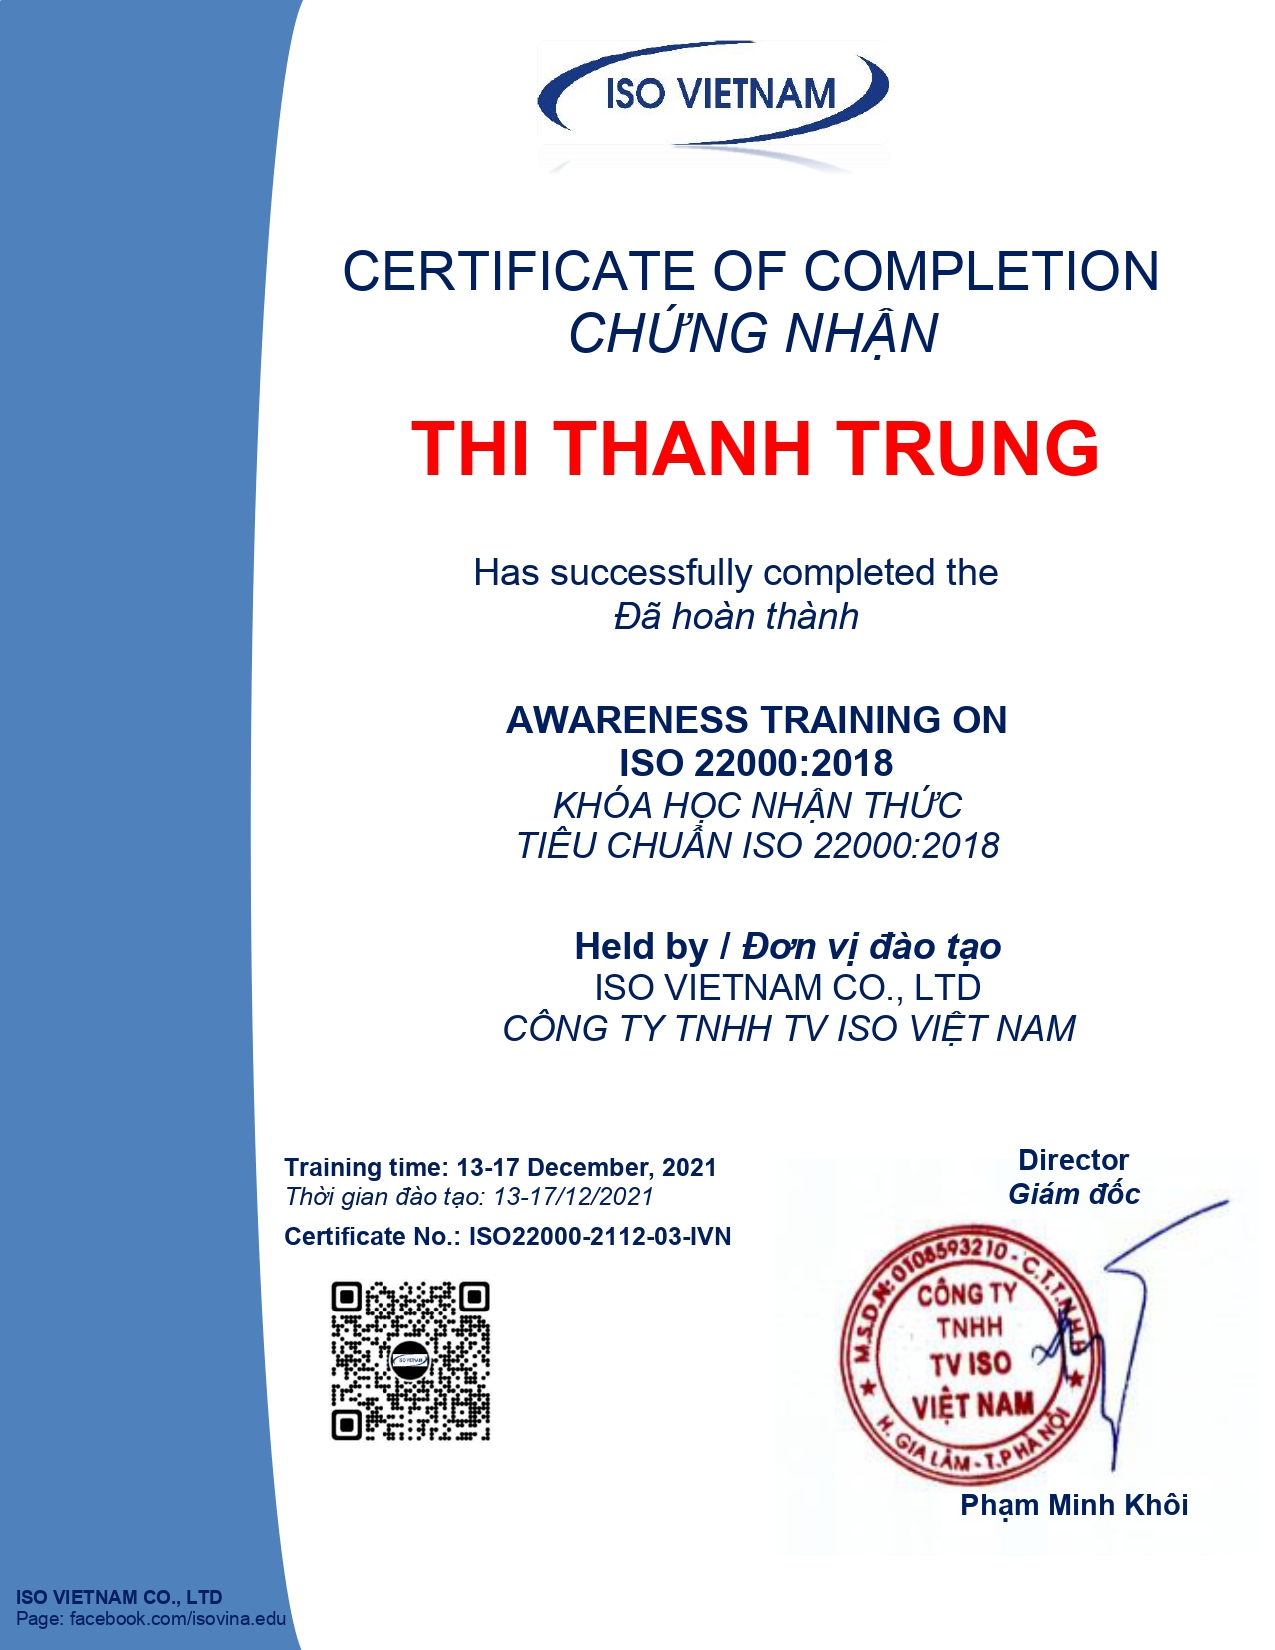 ISO VIETNAM
CERTIFICATE OF COMPLETION
CHỨNG NHẬN
THI THANH TRUNG
Has successfully completed the
Đã hoàn thành
AWARENESS TRAINING ON
ISO 22000:2018
KHÓA HỌC NHẬN THỨC
TIÊU CHUẨN ISO 22000:2018
Held by / Đơn vị đào tạo
ISO VIETNAM CO., LTD
CÔNG TY TNHH TV ISO VIỆT NAM
Training time: 13-17 December, 2021
Thời gian đào tạo: 13-17/12/2021
Certificate No.: ISO22000-2112-03-IVN
ISO VIETNAM
Director
Giám đốc
M.S.D.N: 0108593210 - C.T.T.N.H.H
CÔNG TY
TNHH
TV ISO
VIỆT NAM
H. GIA LÂM - T.P HÀ NỘI
Phạm Minh Khôi
ISO VIETNAM CO., LTD
Page: facebook.com/isovina.edu